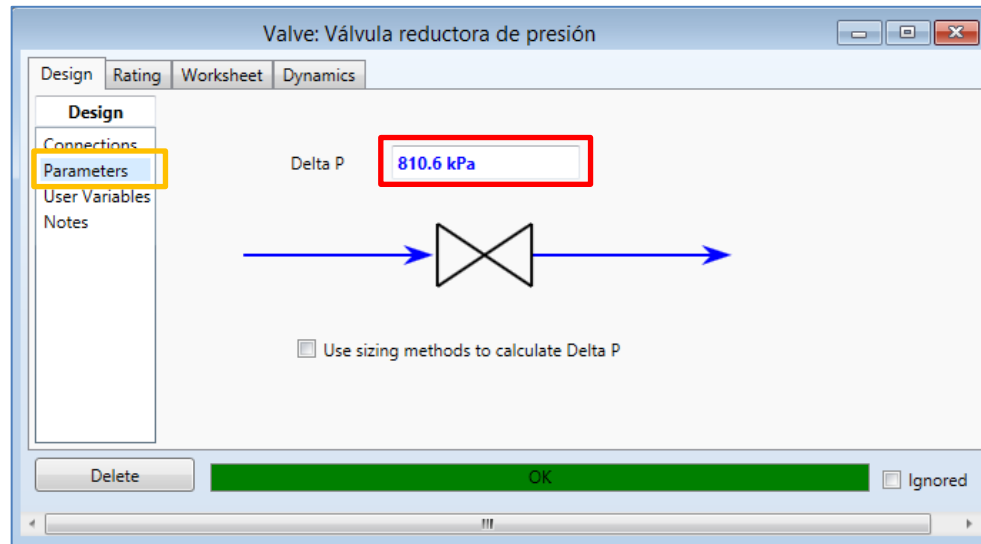 Valve: Válvula reductora de presión
Design Rating Worksheet Dynamics
Design
Connections
Parameters
User Variables
Notes
Delta P 810.6 kPa
Use sizing methods to calculate Delta P
Delete OK Ignored